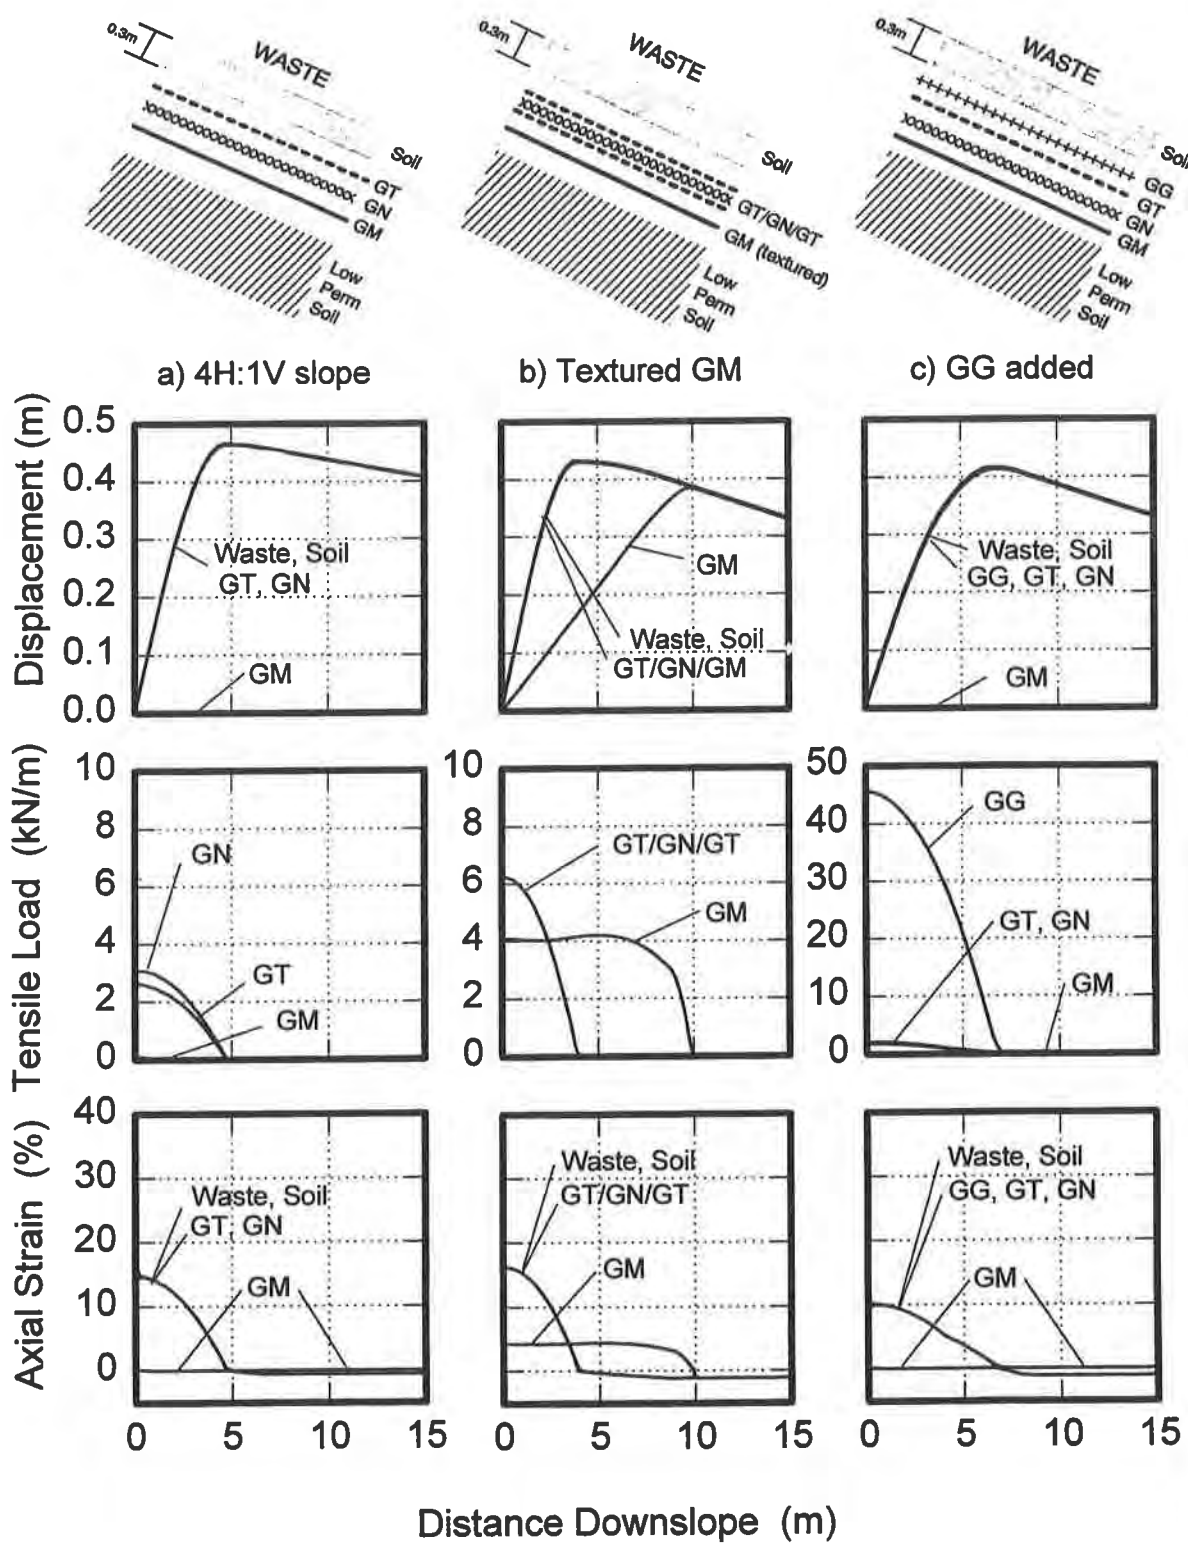 0.3m
WASTE
Soil
GT
GN
GM
Low
Perm
Soil
0.3m
WASTE
Soil
GT/GN/GT
GM (textured)
Low
Perm
Soil
0.3m
WASTE
Soil
GG
GT
GN
GM
Low
Perm
Soil
a) 4H:1V slope
b) Textured GM
c) GG added
Displacement (m)
0.5
0.4
0.3
0.2
0.1
0.0
Waste, Soil
GT, GN
GM
GM
Waste, Soil
GT/GN/GM
Waste, Soil
GG, GT, GN
GM
Tensile Load (kN/m)
10
8
6
4
2
0
GN
GT
GM
10
8
6
4
2
0
GT/GN/GT
GM
50
40
30
20
10
0
GG
GT, GN
GM
Axial Strain (%)
40
30
20
10
0
Waste, Soil
GT, GN
GM
Waste, Soil
GT/GN/GT
GM
Waste, Soil
GG, GT, GN
GM
0 5 10 15
0 5 10 15
0 5 10 15
Distance Downslope (m)